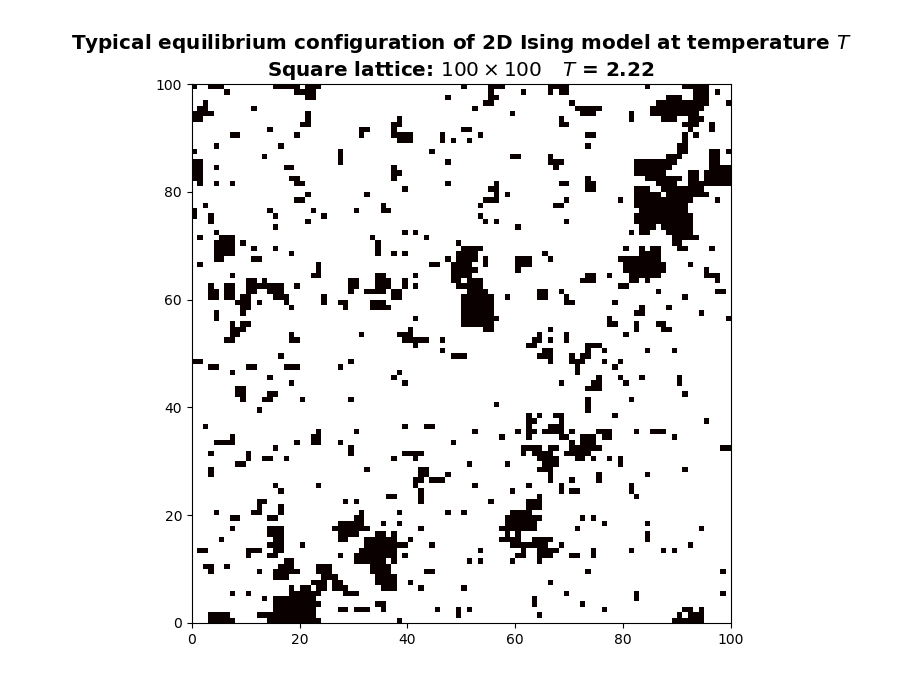 Typical equilibrium configuration of 2D Ising model at temperature T
Square lattice: 100 × 100 T = 2.22
100
80
60
40
20
0
0 20 40 60 80 100